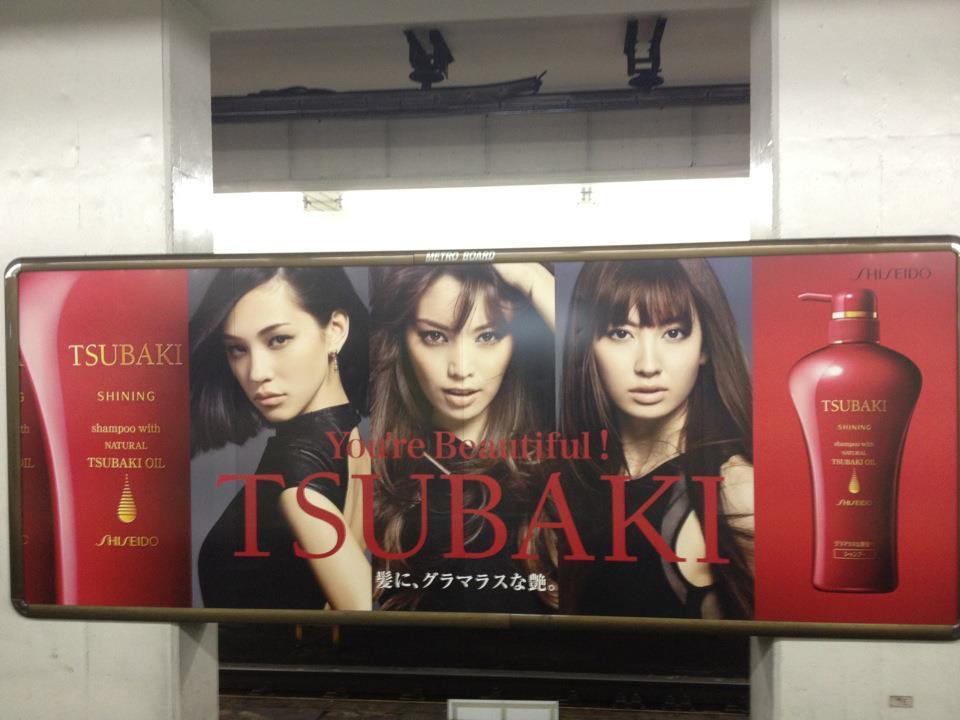 METRO BOARD
TSUBAKI
SHINING
shampoo with
NATURAL
TSUBAKI OIL
SHISEIDO
You're Beautiful!
TSUBAKI
髪に、グラマラスな艶。
SHISEIDO
TSUBAKI
SHINING
shampoo with
NATURAL
TSUBAKI OIL
SHISEIDO
シャンプー